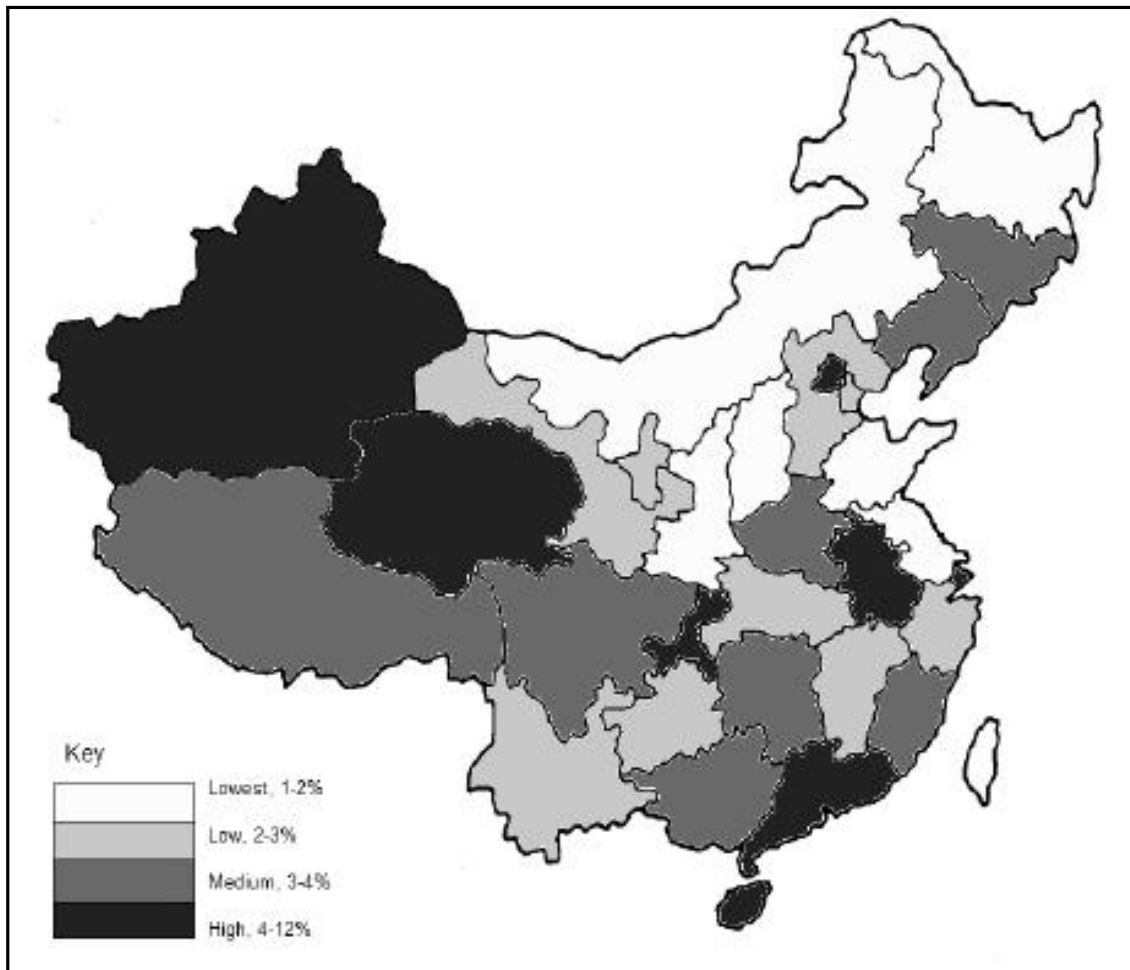 Key
Lowest, 1-2%
Low, 2-3%
Medium, 3-4%
High, 4-12%